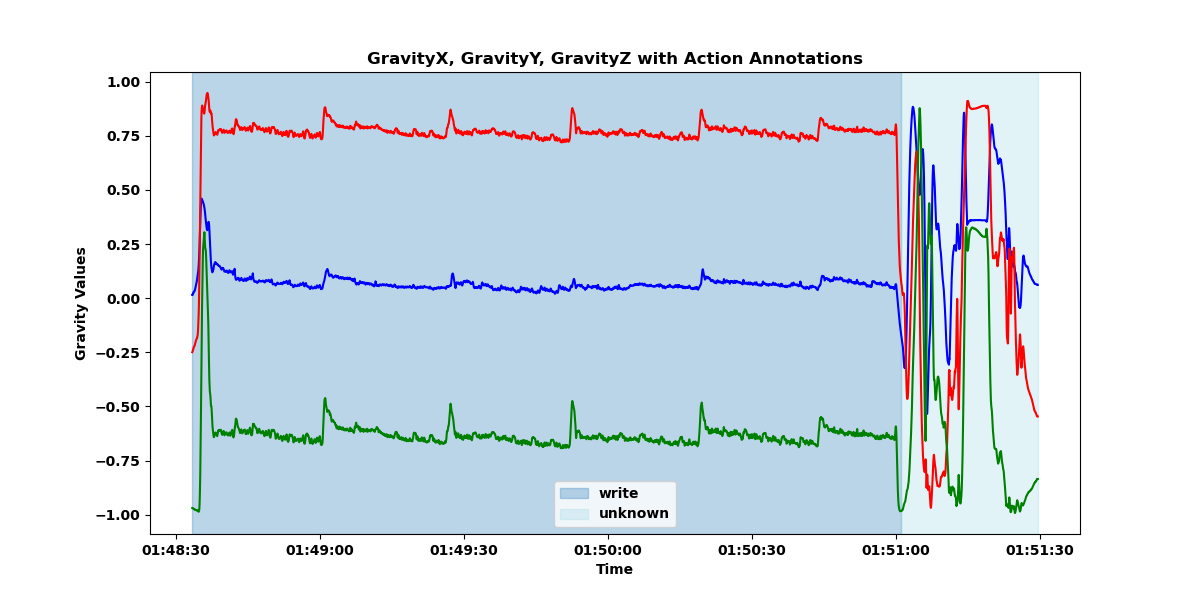 GravityX, GravityY, GravityZ with Action Annotations
1.00
0.75
0.50
0.25
0.00
−0.25
−0.50
−0.75
−1.00
Gravity Values
write
unknown
01:48:30 01:49:00 01:49:30 01:50:00 01:50:30 01:51:00 01:51:30
Time